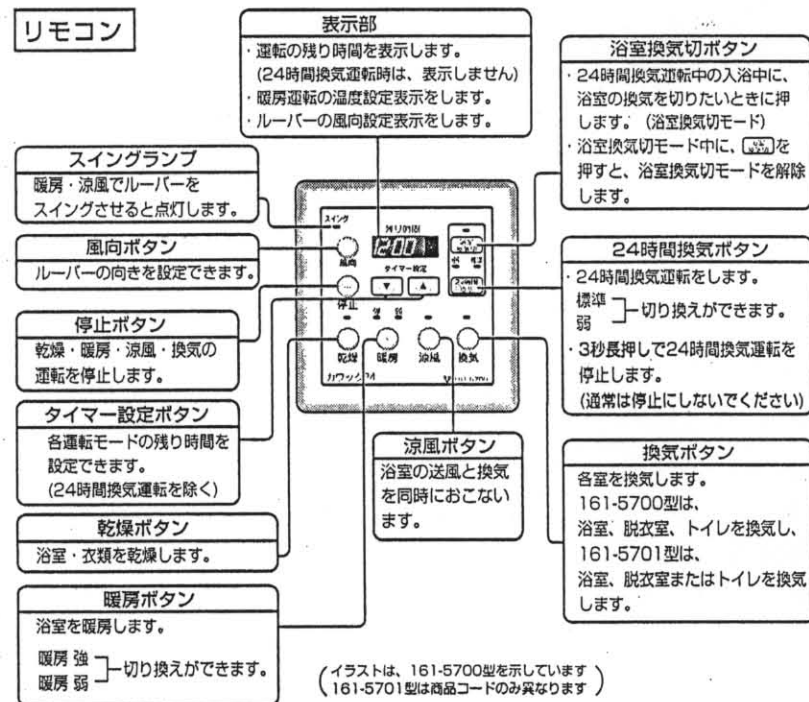 リモコン
表示部
・運転の残り時間を表示します。
(24時間換気運転時は、表示しません)
・暖房運転の温度設定表示をします。
・ルーバーの風向設定表示をします。
浴室換気切ボタン
・24時間換気運転中の入浴中に、
浴室の換気を切りたいときに押
します。(浴室換気切モード)
・浴室換気切モード中に、を
押すと、浴室換気切モードを解除
します。
スイングランプ
暖房・涼風でルーバーを
スイングさせると点灯します。
風向ボタン
ルーバーの向きを設定できます。
停止ボタン
乾燥・暖房・涼風・換気の
運転を停止します。
タイマー設定ボタン
各運転モードの残り時間を
設定できます。
(24時間換気運転を除く)
乾燥ボタン
浴室・衣類を乾燥します。
暖房ボタン
浴室を暖房します。
暖房 強
暖房 弱
切り換えができます。
スイング
残り時間
12:00
風向
タイマー設定
▼ ▲
停止
強 弱
乾燥 暖房 涼風 換気
カワック24
涼風ボタン
浴室の送風と換気
を同時におこない
ます。
24時間換気ボタン
・24時間換気運転をします。
標準
弱
切り換えができます。
・3秒長押しで24時間換気運転を
停止します。
(通常は停止にしないでください)
換気ボタン
各室を換気します。
161-5700型は、
浴室、脱衣室、トイレを換気し、
161-5701型は、
浴室、脱衣室またはトイレを換気
します。
(イラストは、161-5700型を示しています
161-5701型は商品コードのみ異なります)